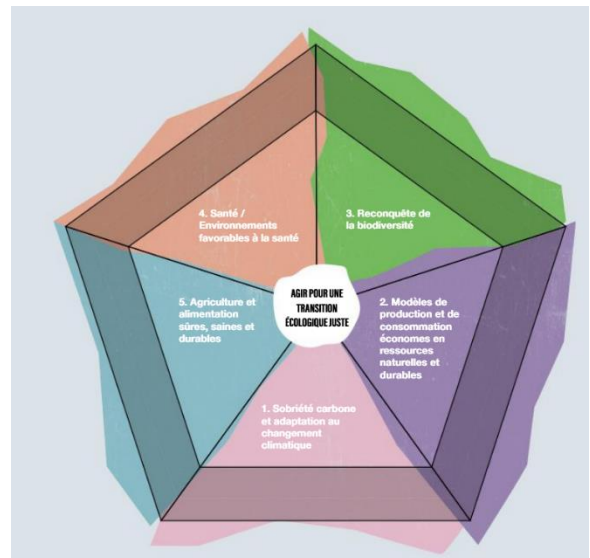 4. Santé /
Environnements
favorables à la santé
3. Reconquête de
la biodiversité
AGIR POUR UNE
TRANSITION
ÉCOLOGIQUE JUSTE
5. Agriculture et
alimentation
sûres, saines et
durables
2. Modèles de
production et de
consommation
économes en
ressources
naturelles et
durables
1. Sobriété carbone
et adaptation au
changement
climatique